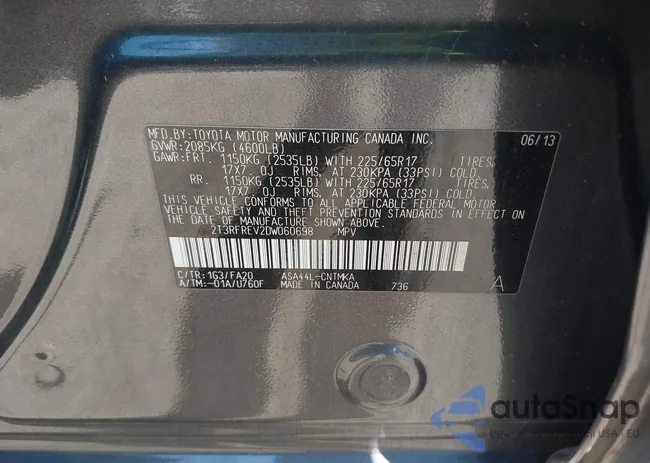 MFD.BY:TOYOTA MOTOR MANUFACTURING CANADA INC. 06/13
GVWR:2085KG (4600LB)
GAWR:FRT. 1150KG (2535LB) WITH 225/65R17 TIRES,
17X7.0J RIMS, AT 230KPA (33PSI) COLD.
RR. 1150KG (2535LB) WITH 225/65R17 TIRES,
17X7.0J RIMS, AT 230KPA (33PSI) COLD.
THIS VEHICLE CONFORMS TO ALL APPLICABLE FEDERAL MOTOR
VEHICLE SAFETY AND THEFT PREVENTION STANDARDS IN EFFECT ON
THE DATE OF MANUFACTURE SHOWN ABOVE.
2T3RFREV2DW060698 MPV
C/TR:1G3/FA20 ASA44L-CNTMKA
A/TM:-01A/U760F MADE IN CANADA 736 A
autoSnap
USA i EU